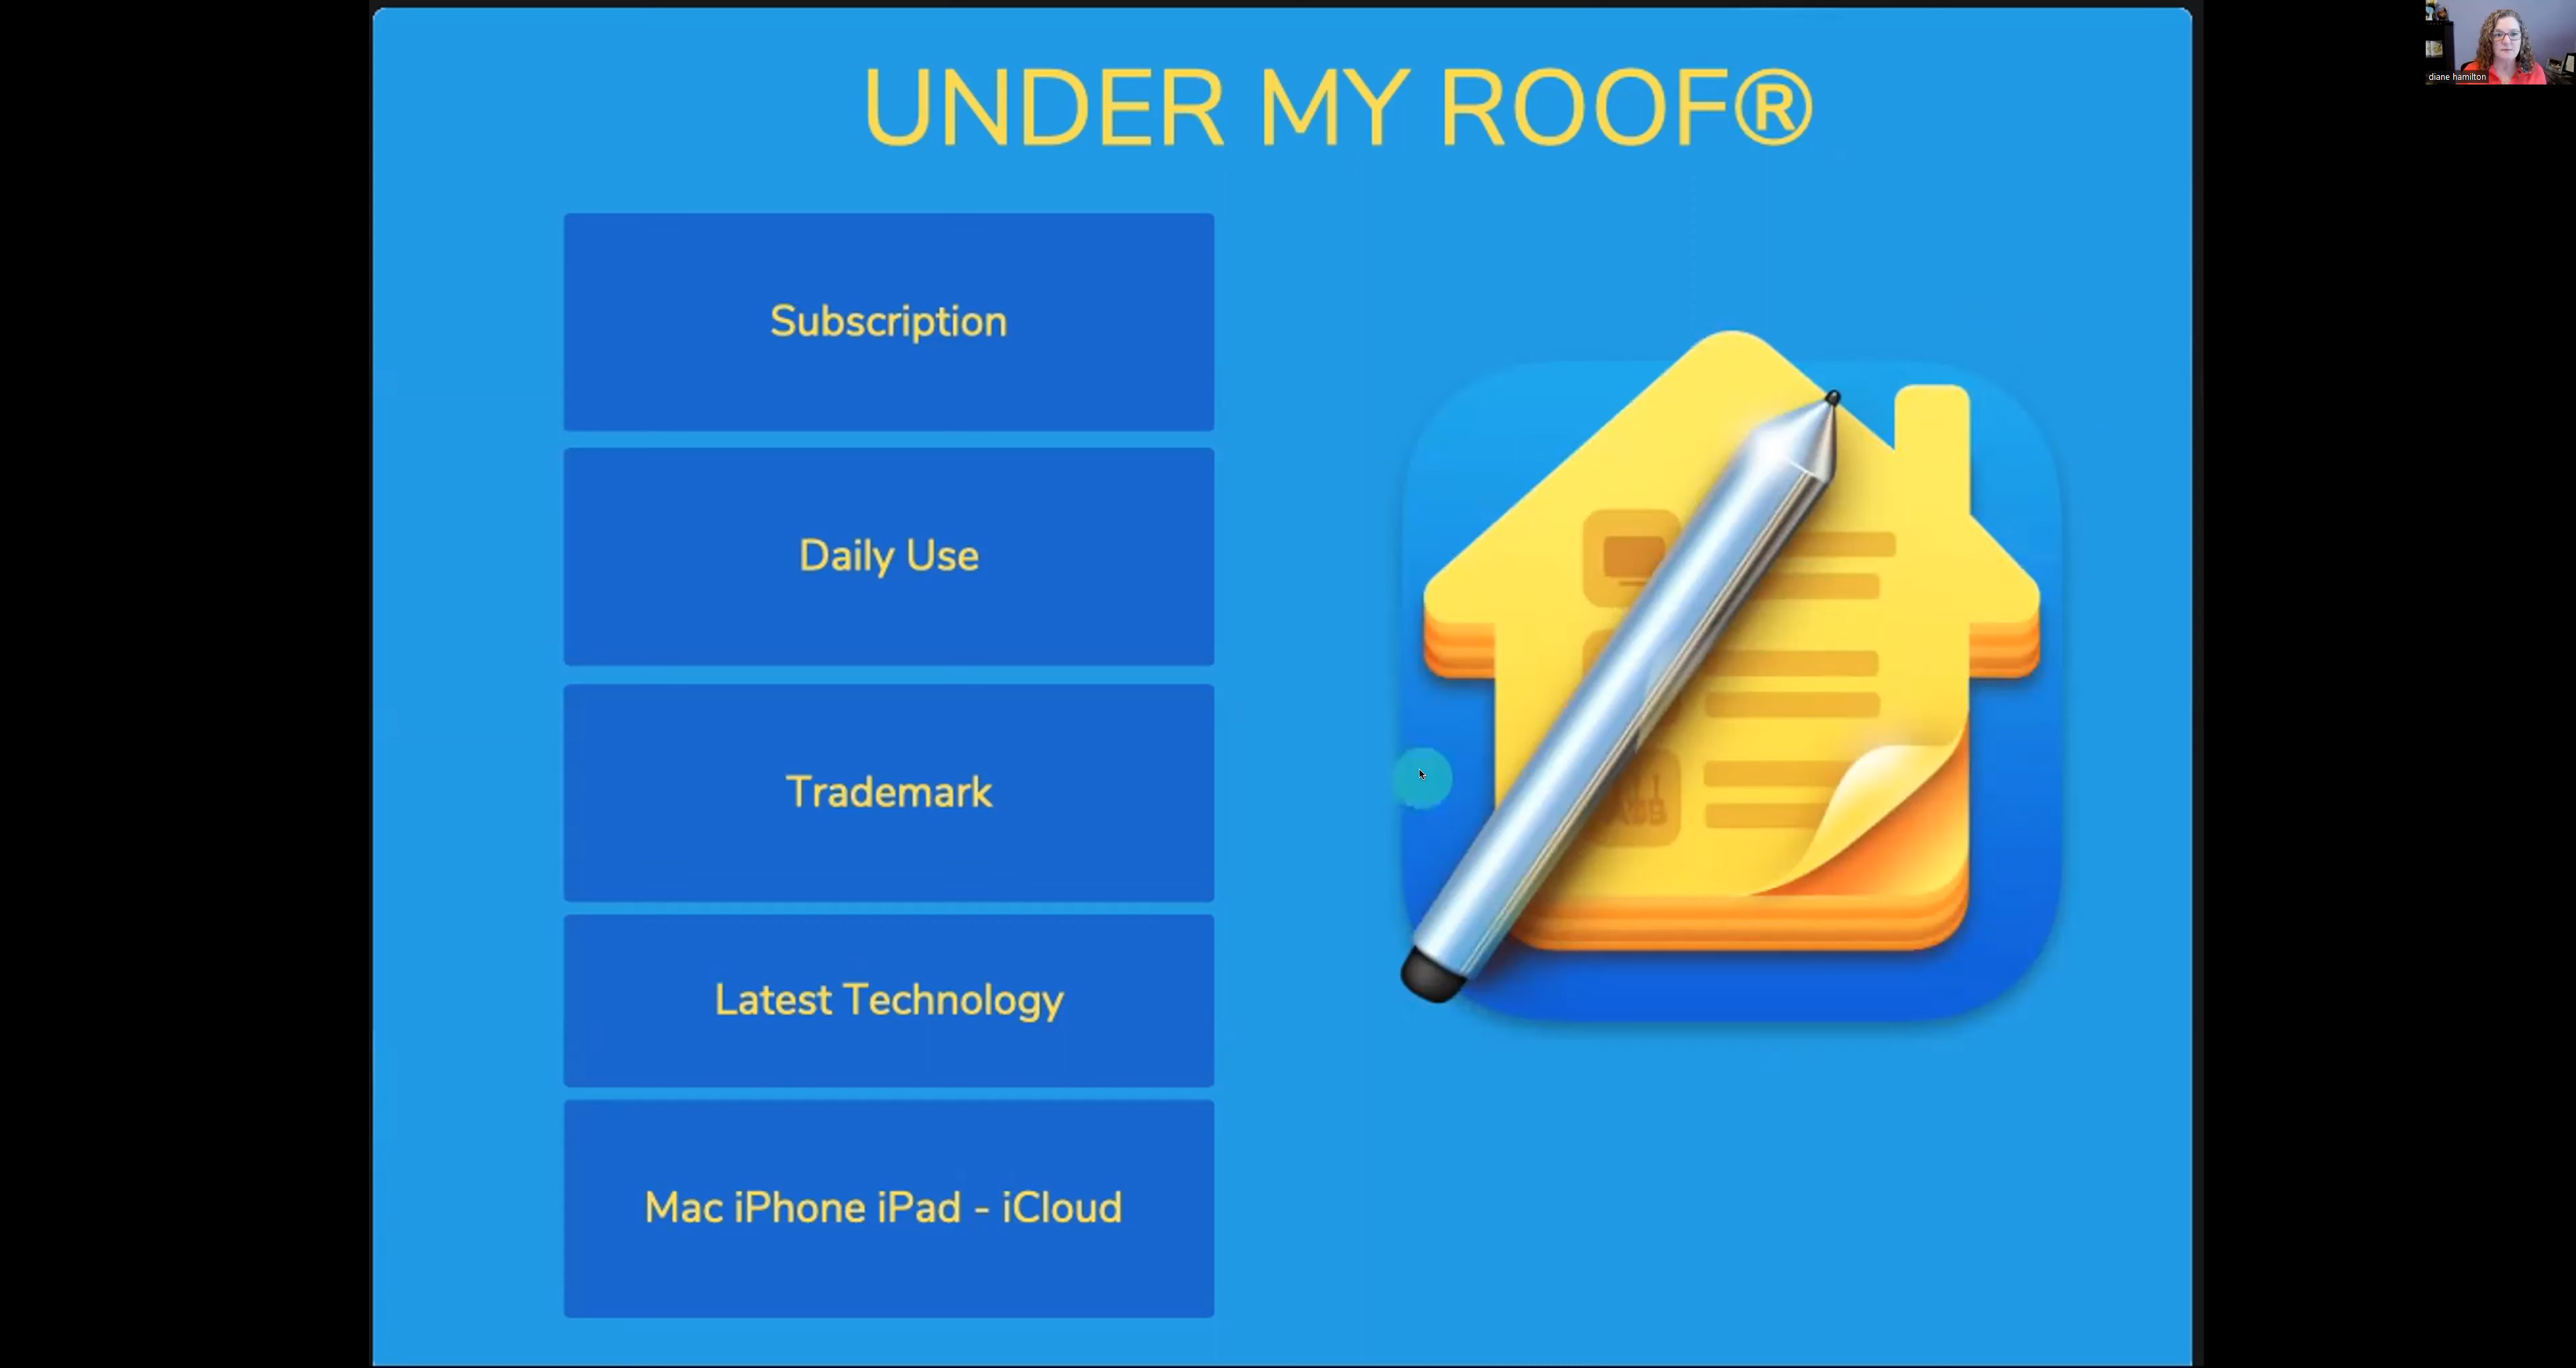 UNDER MY ROOF®
Subscription
Daily Use
Trademark
Latest Technology
Mac iPhone iPad - iCloud
diane hamilton